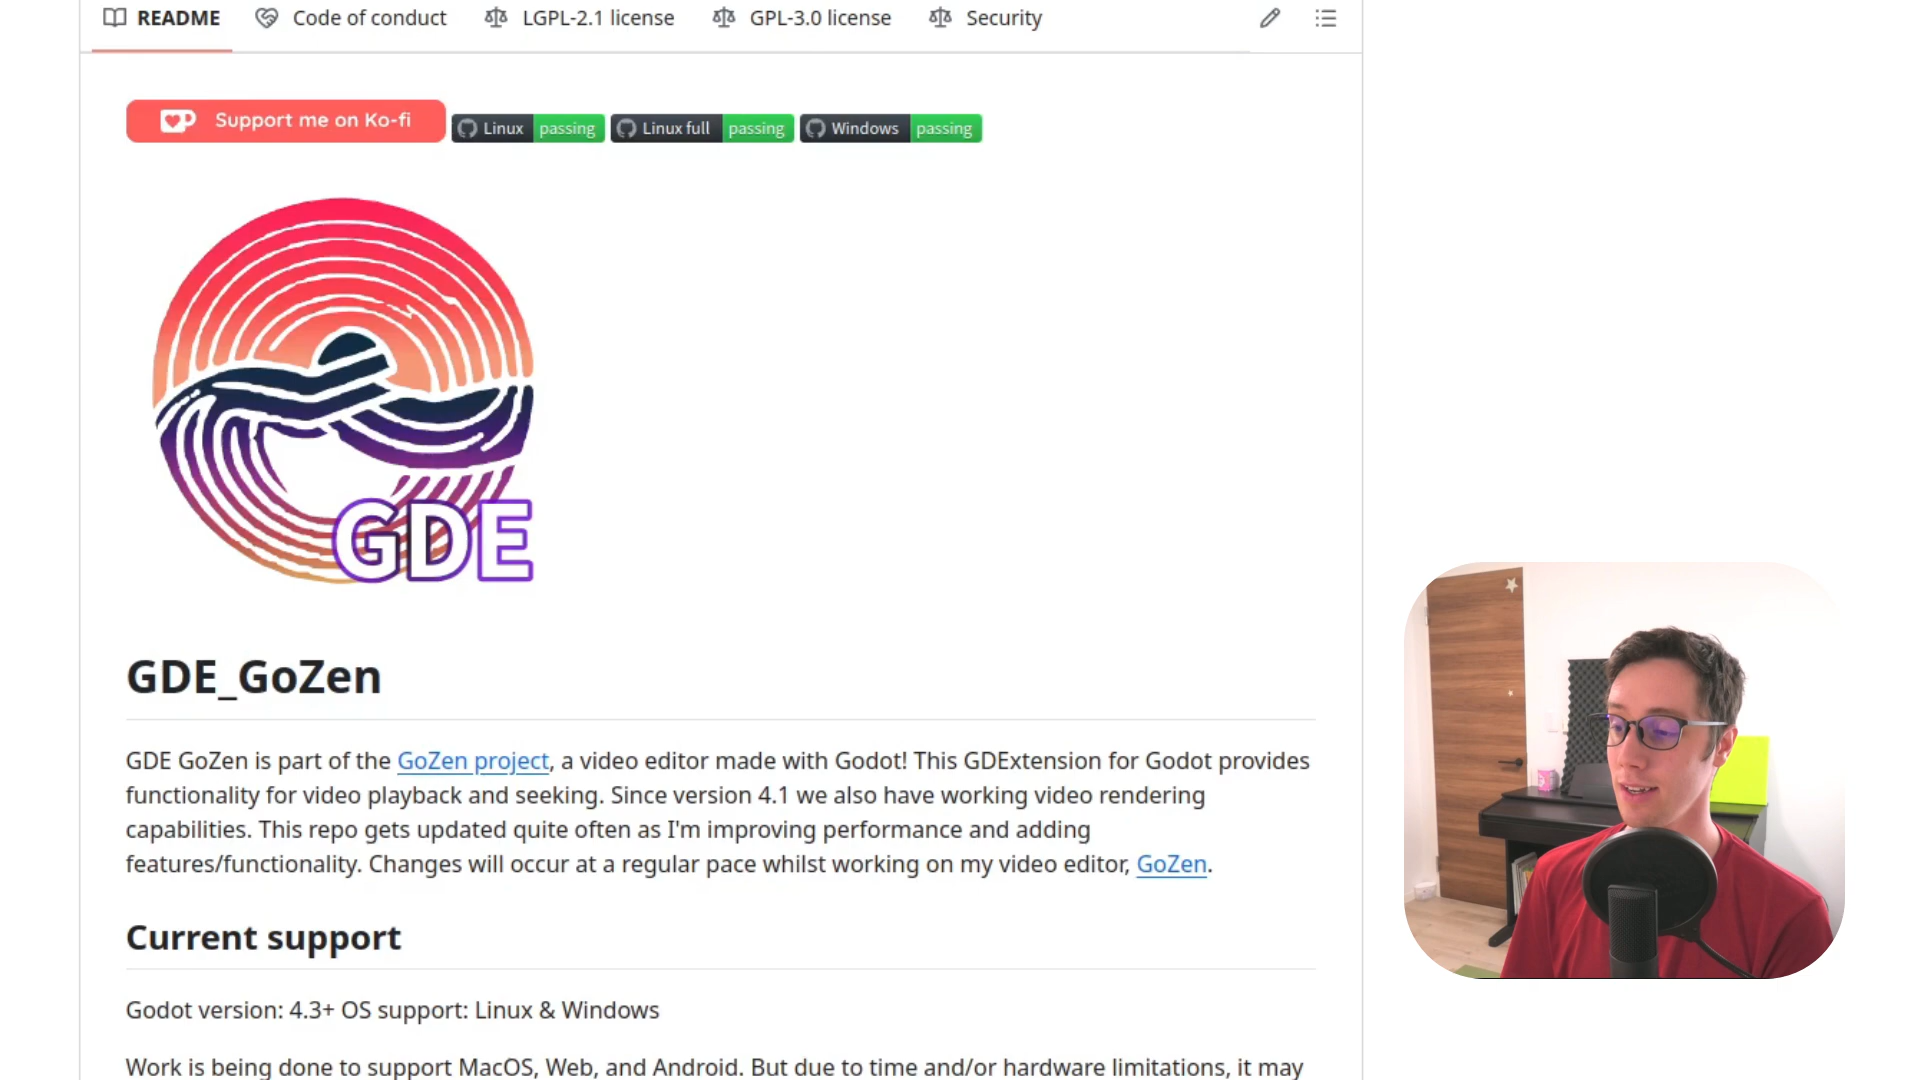 README Code of conduct LGPL-2.1 license GPL-3.0 license Security
Support me on Ko-fi Linux passing Linux full passing Windows passing
GDE
GDE_GoZen
GDE GoZen is part of the GoZen project, a video editor made with Godot! This GDExtension for Godot provides
functionality for video playback and seeking. Since version 4.1 we also have working video rendering
capabilities. This repo gets updated quite often as I'm improving performance and adding
features/functionality. Changes will occur at a regular pace whilst working on my video editor, GoZen.
Current support
Godot version: 4.3+ OS support: Linux & Windows
Work is being done to support MacOS, Web, and Android. But due to time and/or hardware limitations, it may